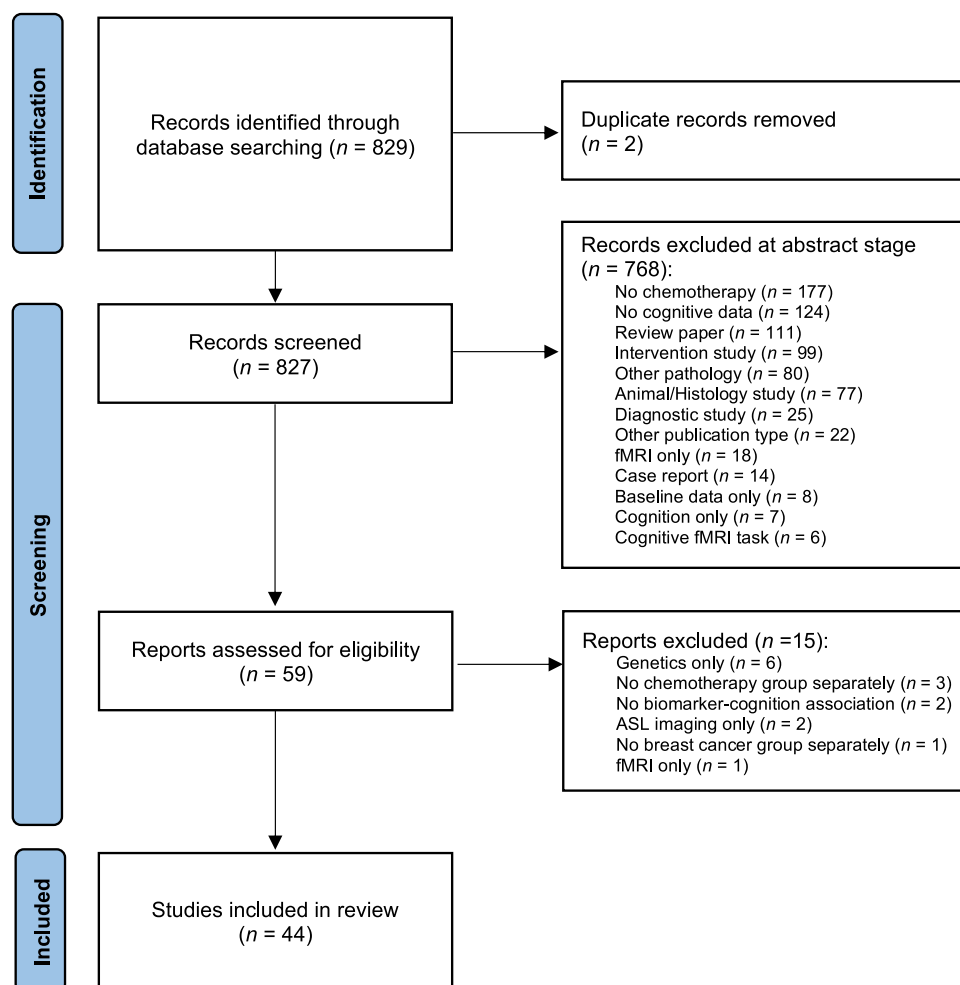 Identification
Records identified through
database searching (n = 829)
Duplicate records removed
(n = 2)
Screening
Records screened
(n = 827)
Records excluded at abstract stage
(n = 768):
No chemotherapy (n = 177)
No cognitive data (n = 124)
Review paper (n = 111)
Intervention study (n = 99)
Other pathology (n = 80)
Animal/Histology study (n = 77)
Diagnostic study (n = 25)
Other publication type (n = 22)
fMRI only (n = 18)
Case report (n = 14)
Baseline data only (n = 8)
Cognition only (n = 7)
Cognitive fMRI task (n = 6)
Reports assessed for eligibility
(n = 59)
Reports excluded (n =15):
Genetics only (n = 6)
No chemotherapy group separately (n = 3)
No biomarker-cognition association (n = 2)
ASL imaging only (n = 2)
No breast cancer group separately (n = 1)
fMRI only (n = 1)
Included
Studies included in review
(n = 44)